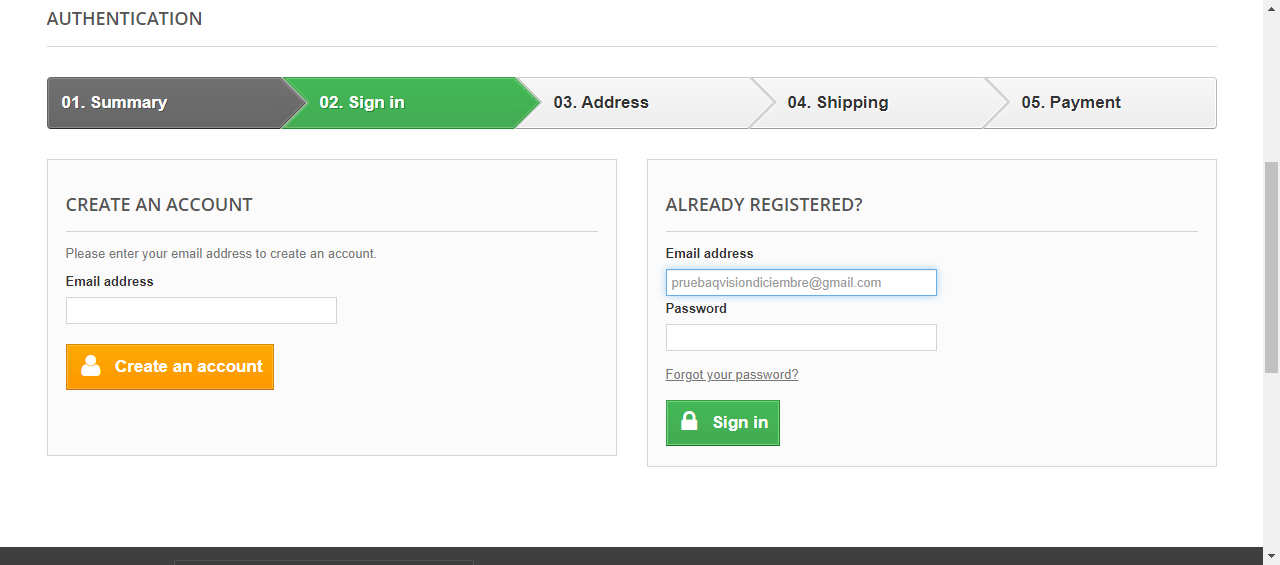 AUTHENTICATION
01. Summary
02. Sign in
03. Address
04. Shipping
05. Payment
CREATE AN ACCOUNT
Please enter your email address to create an account.
Email address
Create an account
ALREADY REGISTERED?
Email address
pruebaqvisiondiciembre@gmail.com
Password
Forgot your password?
Sign in